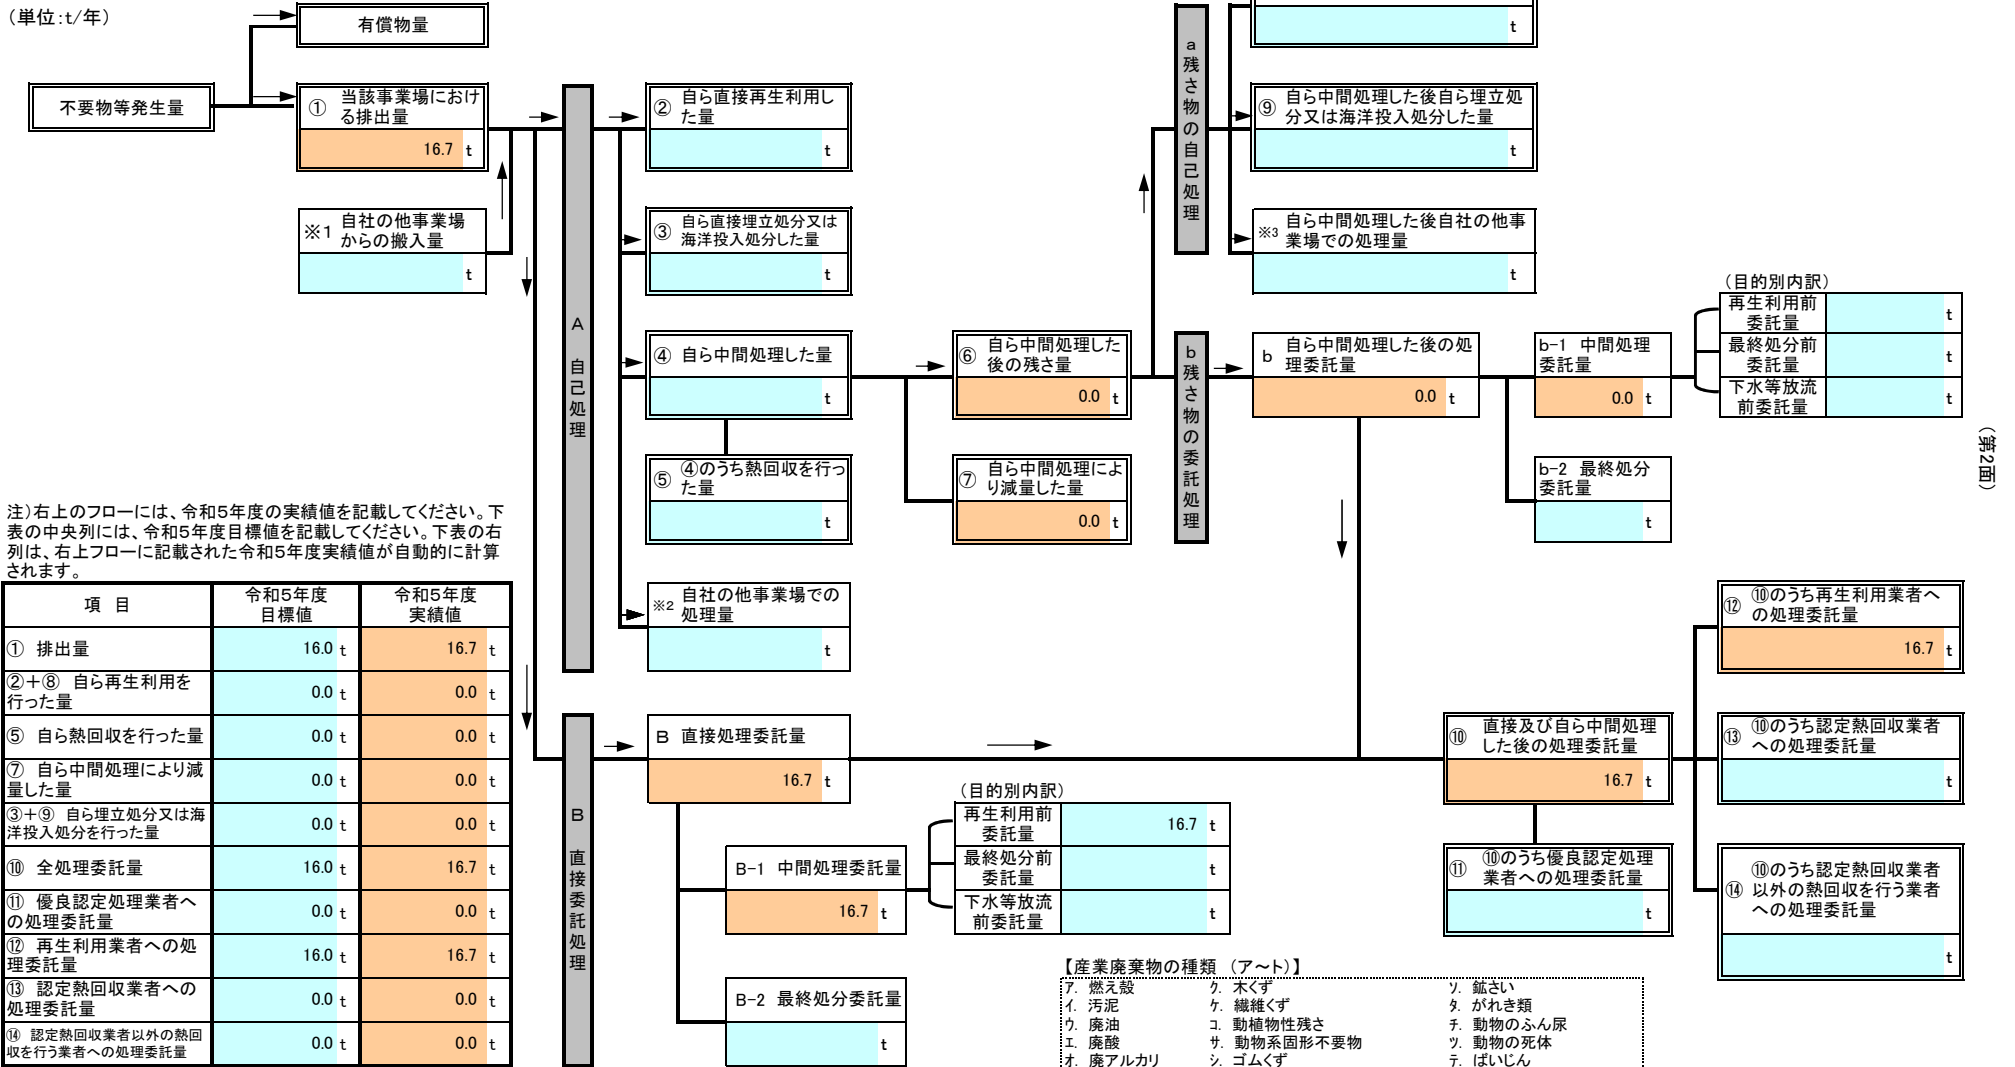 （単位：t/年）
有償物量
t
不要物等発生量
① 当該事業場におけ
る排出量
16.7 t
※1 自社の他事業場
からの搬入量
t
A 自己処理
② 自ら直接再生利用し
た量
t
③ 自ら直接埋立処分又は
海洋投入処分した量
t
④ 自ら中間処理した量
t
⑤ ④のうち熱回収を行っ
た量
t
※2 自社の他事業場での
処理量
t
⑥ 自ら中間処理した
後の残さ量
0.0 t
⑦ 自ら中間処理によ
り減量した量
0.0 t
a 残さ物の自己処理
⑨ 自ら中間処理した後自ら埋立処
分又は海洋投入処分した量
t
※3 自ら中間処理した後自社の他事
業場での処理量
t
b 残さ物の委託処理
b 自ら中間処理した後の処
理委託量
0.0 t
b-1 中間処理
委託量
0.0 t
b-2 最終処分
委託量
t
（目的別内訳）
再生利用前
委託量
t
最終処分前
委託量
t
下水等放流
前委託量
t
（第2面）
注）右上のフローには、令和5年度の実績値を記載してください。下
表の中央列には、令和5年度目標値を記載してください。下表の右
列は、右上フローに記載された令和5年度実績値が自動的に計算
されます。
項 目 令和5年度
目標値 令和5年度
実績値
① 排出量 16.0 t 16.7 t
②＋⑧ 自ら再生利用を
行った量 0.0 t 0.0 t
⑤ 自ら熱回収を行った量 0.0 t 0.0 t
⑦ 自ら中間処理により減
量した量 0.0 t 0.0 t
③＋⑨ 自ら埋立処分又は海
洋投入処分を行った量 0.0 t 0.0 t
⑩ 全処理委託量 16.0 t 16.7 t
⑪ 優良認定処理業者へ
の処理委託量 0.0 t 0.0 t
⑫ 再生利用業者への処
理委託量 16.0 t 16.7 t
⑬ 認定熱回収業者への
処理委託量 0.0 t 0.0 t
⑭ 認定熱回収業者以外の熱回
収を行う業者への処理委託量 0.0 t 0.0 t
B 直接委託処理
B 直接処理委託量
16.7 t
B-1 中間処理委託量
16.7 t
B-2 最終処分委託量
t
（目的別内訳）
再生利用前
委託量
16.7 t
最終処分前
委託量
t
下水等放流
前委託量
t
⑩ 直接及び自ら中間処理
した後の処理委託量
16.7 t
⑪ ⑩のうち優良認定処理
業者への処理委託量
t
⑫ ⑩のうち再生利用業者へ
の処理委託量
16.7 t
⑬ ⑩のうち認定熱回収業者
への処理委託量
t
⑭ ⑩のうち認定熱回収業者
以外の熱回収を行う業者
への処理委託量
t
【産業廃棄物の種類 （ア～ト）】
ア. 燃え殻 ク. 木くず ソ. 鉱さい
イ. 汚泥 ケ. 繊維くず タ. がれき類
ウ. 廃油 コ. 動植物性残さ チ. 動物のふん尿
エ. 廃酸 サ. 動物系固形不要物 ツ. 動物の死体
オ. 廃アルカリ シ. ゴムくず テ. ばいじん